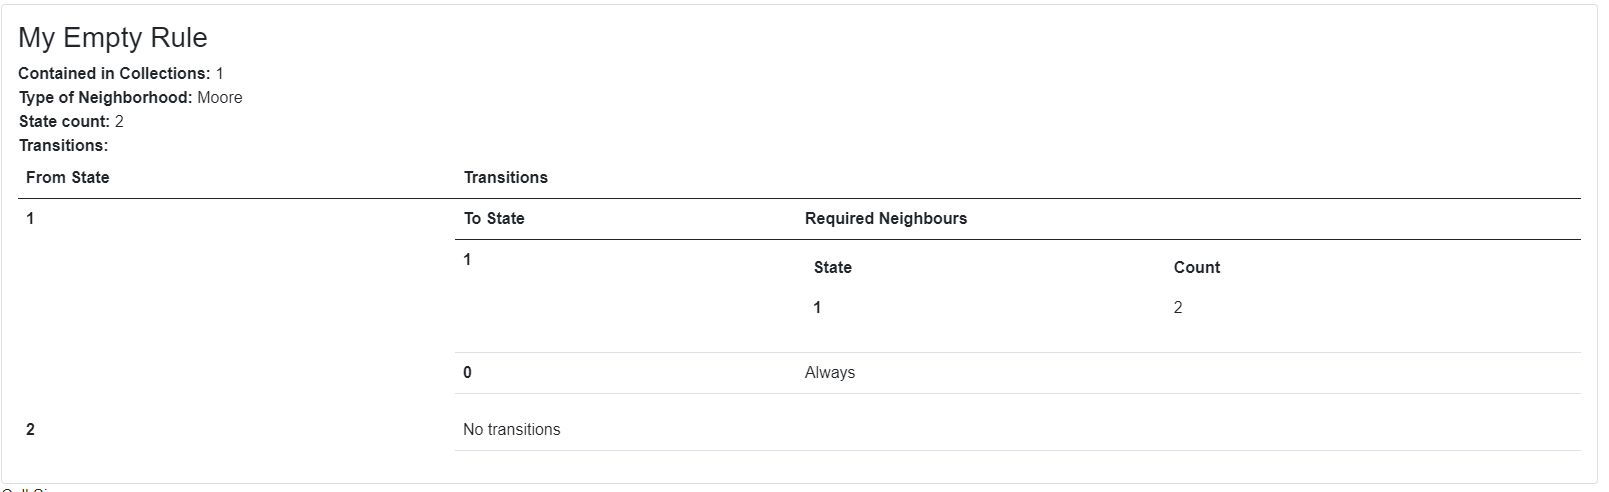 My Empty Rule
Contained in Collections: 1
Type of Neighborhood: Moore
State count: 2
Transitions:
From State Transitions
1 To State Required Neighbours
1 State Count
1 2
0 Always
2 No transitions